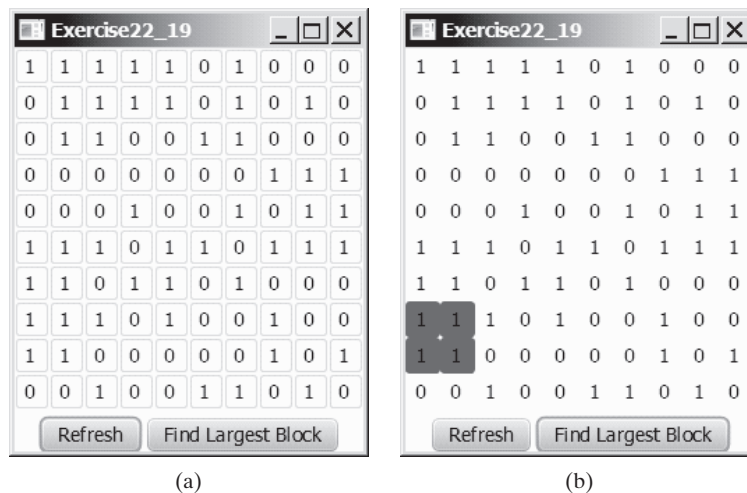 Exercise22_19
1 1 1 1 1 0 1 0 0 0
0 1 1 1 1 0 1 0 1 0
0 1 1 0 0 1 1 0 0 0
0 0 0 0 0 0 0 1 1 1
0 0 0 1 0 0 1 0 1 1
1 1 1 0 1 1 0 1 1 1
1 1 0 1 1 0 1 0 0 0
1 1 1 0 1 0 0 1 0 0
1 1 0 0 0 0 0 1 0 1
0 0 1 0 0 1 1 0 1 0
Refresh Find Largest Block
(a)
Exercise22_19
1 1 1 1 1 0 1 0 0 0
0 1 1 1 1 0 1 0 1 0
0 1 1 0 0 1 1 0 0 0
0 0 0 0 0 0 0 1 1 1
0 0 0 1 0 0 1 0 1 1
1 1 1 0 1 1 0 1 1 1
1 1 0 1 1 0 1 0 0 0
1 1 1 0 1 0 0 1 0 0
1 1 0 0 0 0 0 1 0 1
0 0 1 0 0 1 1 0 1 0
Refresh Find Largest Block
(b)